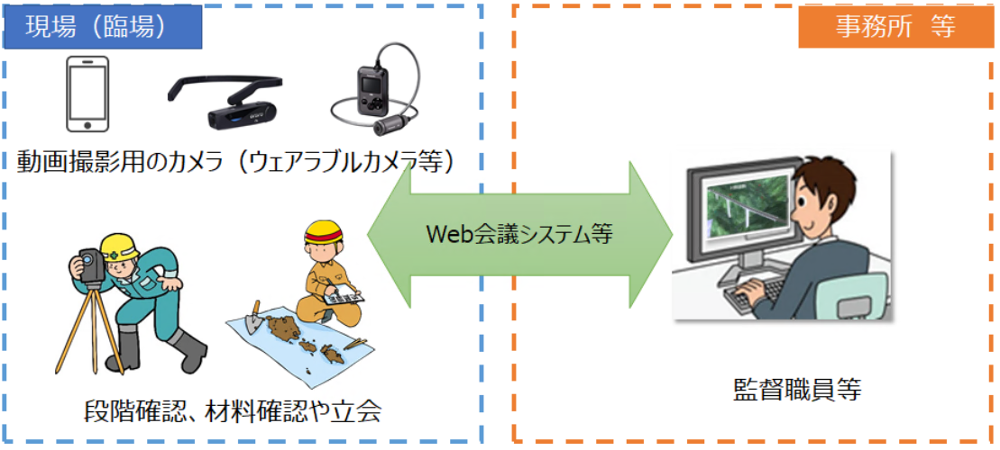 現場（臨場）
事務所　等
動画撮影用のカメラ（ウェアラブルカメラ等）
Web会議システム等
段階確認、材料確認や立会
監督職員等